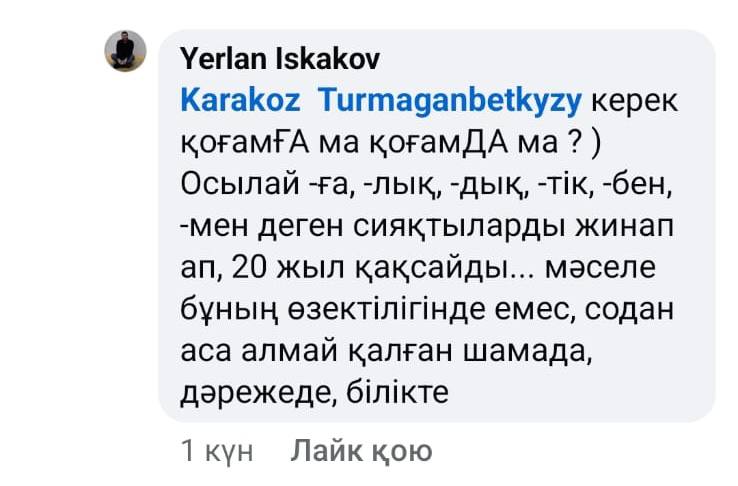 Yerlan Iskakov
Karakoz Turmaganbetkyzy керек
қоғамҒА ма қоғамДА ма ? )
Осылай -ға, -лық, -дық, -тік, -бен,
-мен деген сияқтыларды жинап
ап, 20 жыл қақсайды... мәселе
бұның өзектілігінде емес, содан
аса алмай қалған шамада,
дәрежеде, білікте
1 күн Лайк қою